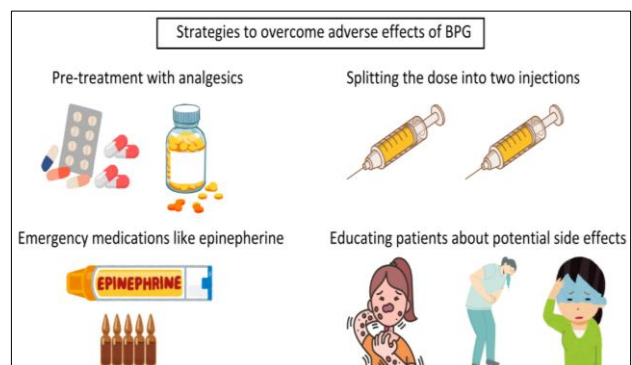 Strategies to overcome adverse effects of BPG
Pre-treatment with analgesics
Splitting the dose into two injections
Emergency medications like epinepherine
Educating patients about potential side effects
EPINEPHRINE